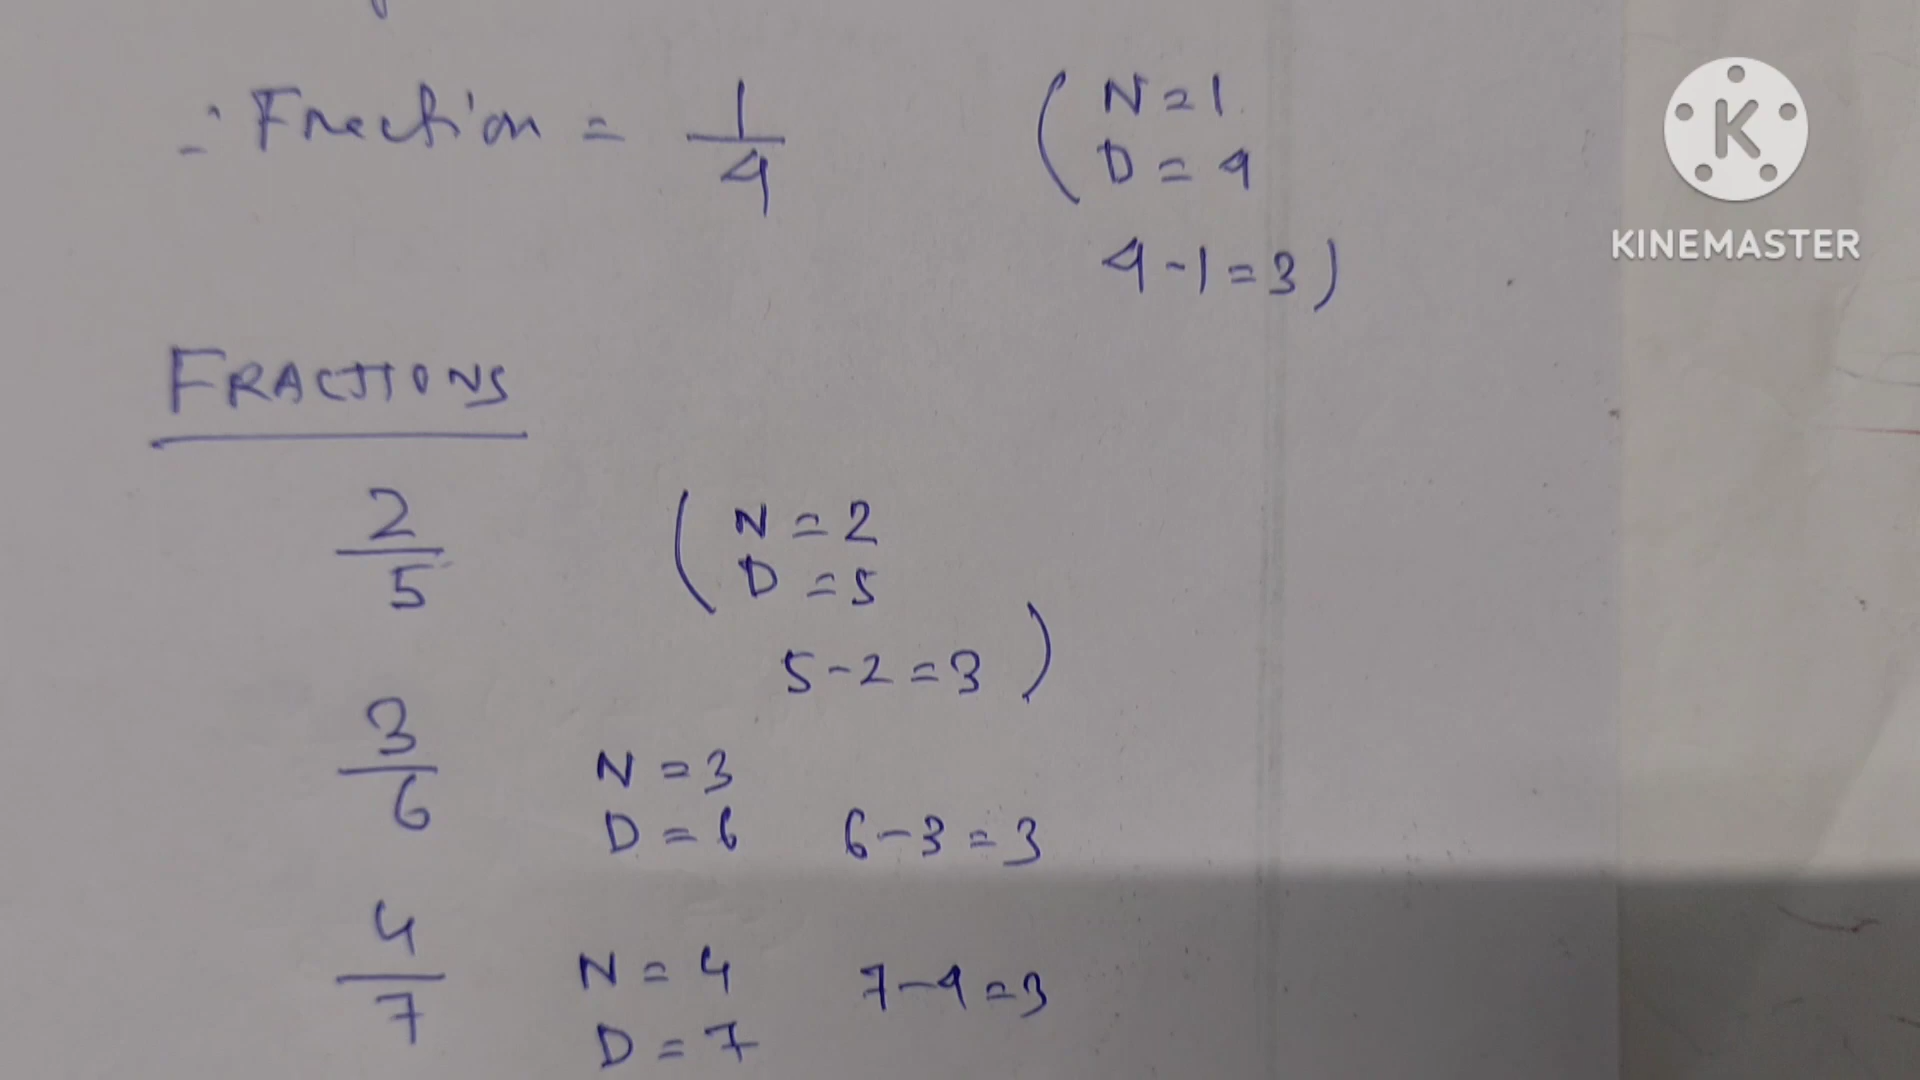 ∴ Fraction = 1/4 ( N = 1
D = 4
4 - 1 = 3 )
FRACTIONS
2/5 ( N = 2
D = 5
5 - 2 = 3 )
3/6 N = 3
D = 6 6 - 3 = 3
4/7 N = 4 7 - 4 = 3
D = 7
K
KINEMASTER